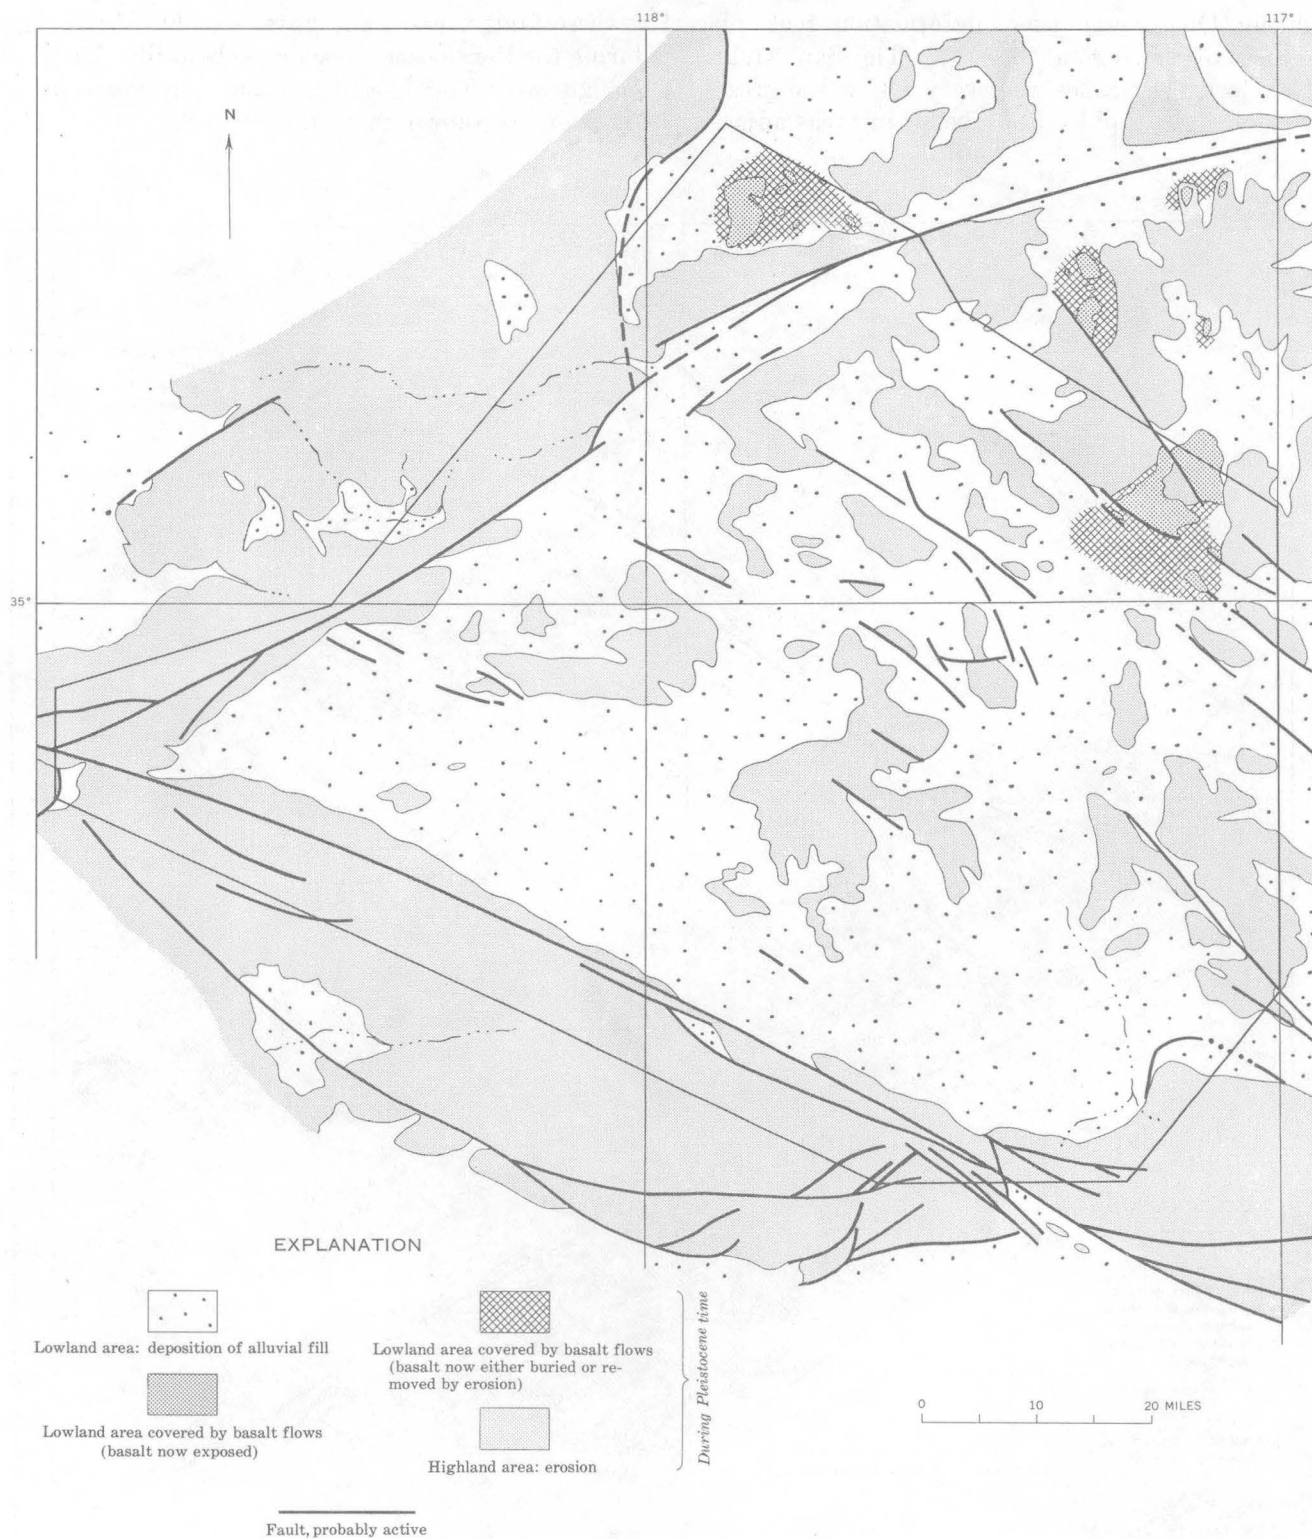 118°
117°
N
35°
EXPLANATION
Lowland area: deposition of alluvial fill
Lowland area covered by basalt flows
(basalt now exposed)
Lowland area covered by basalt flows
(basalt now either buried or re-
moved by erosion)
Highland area: erosion
During Pleistocene time
Fault, probably active
0 10 20 MILES